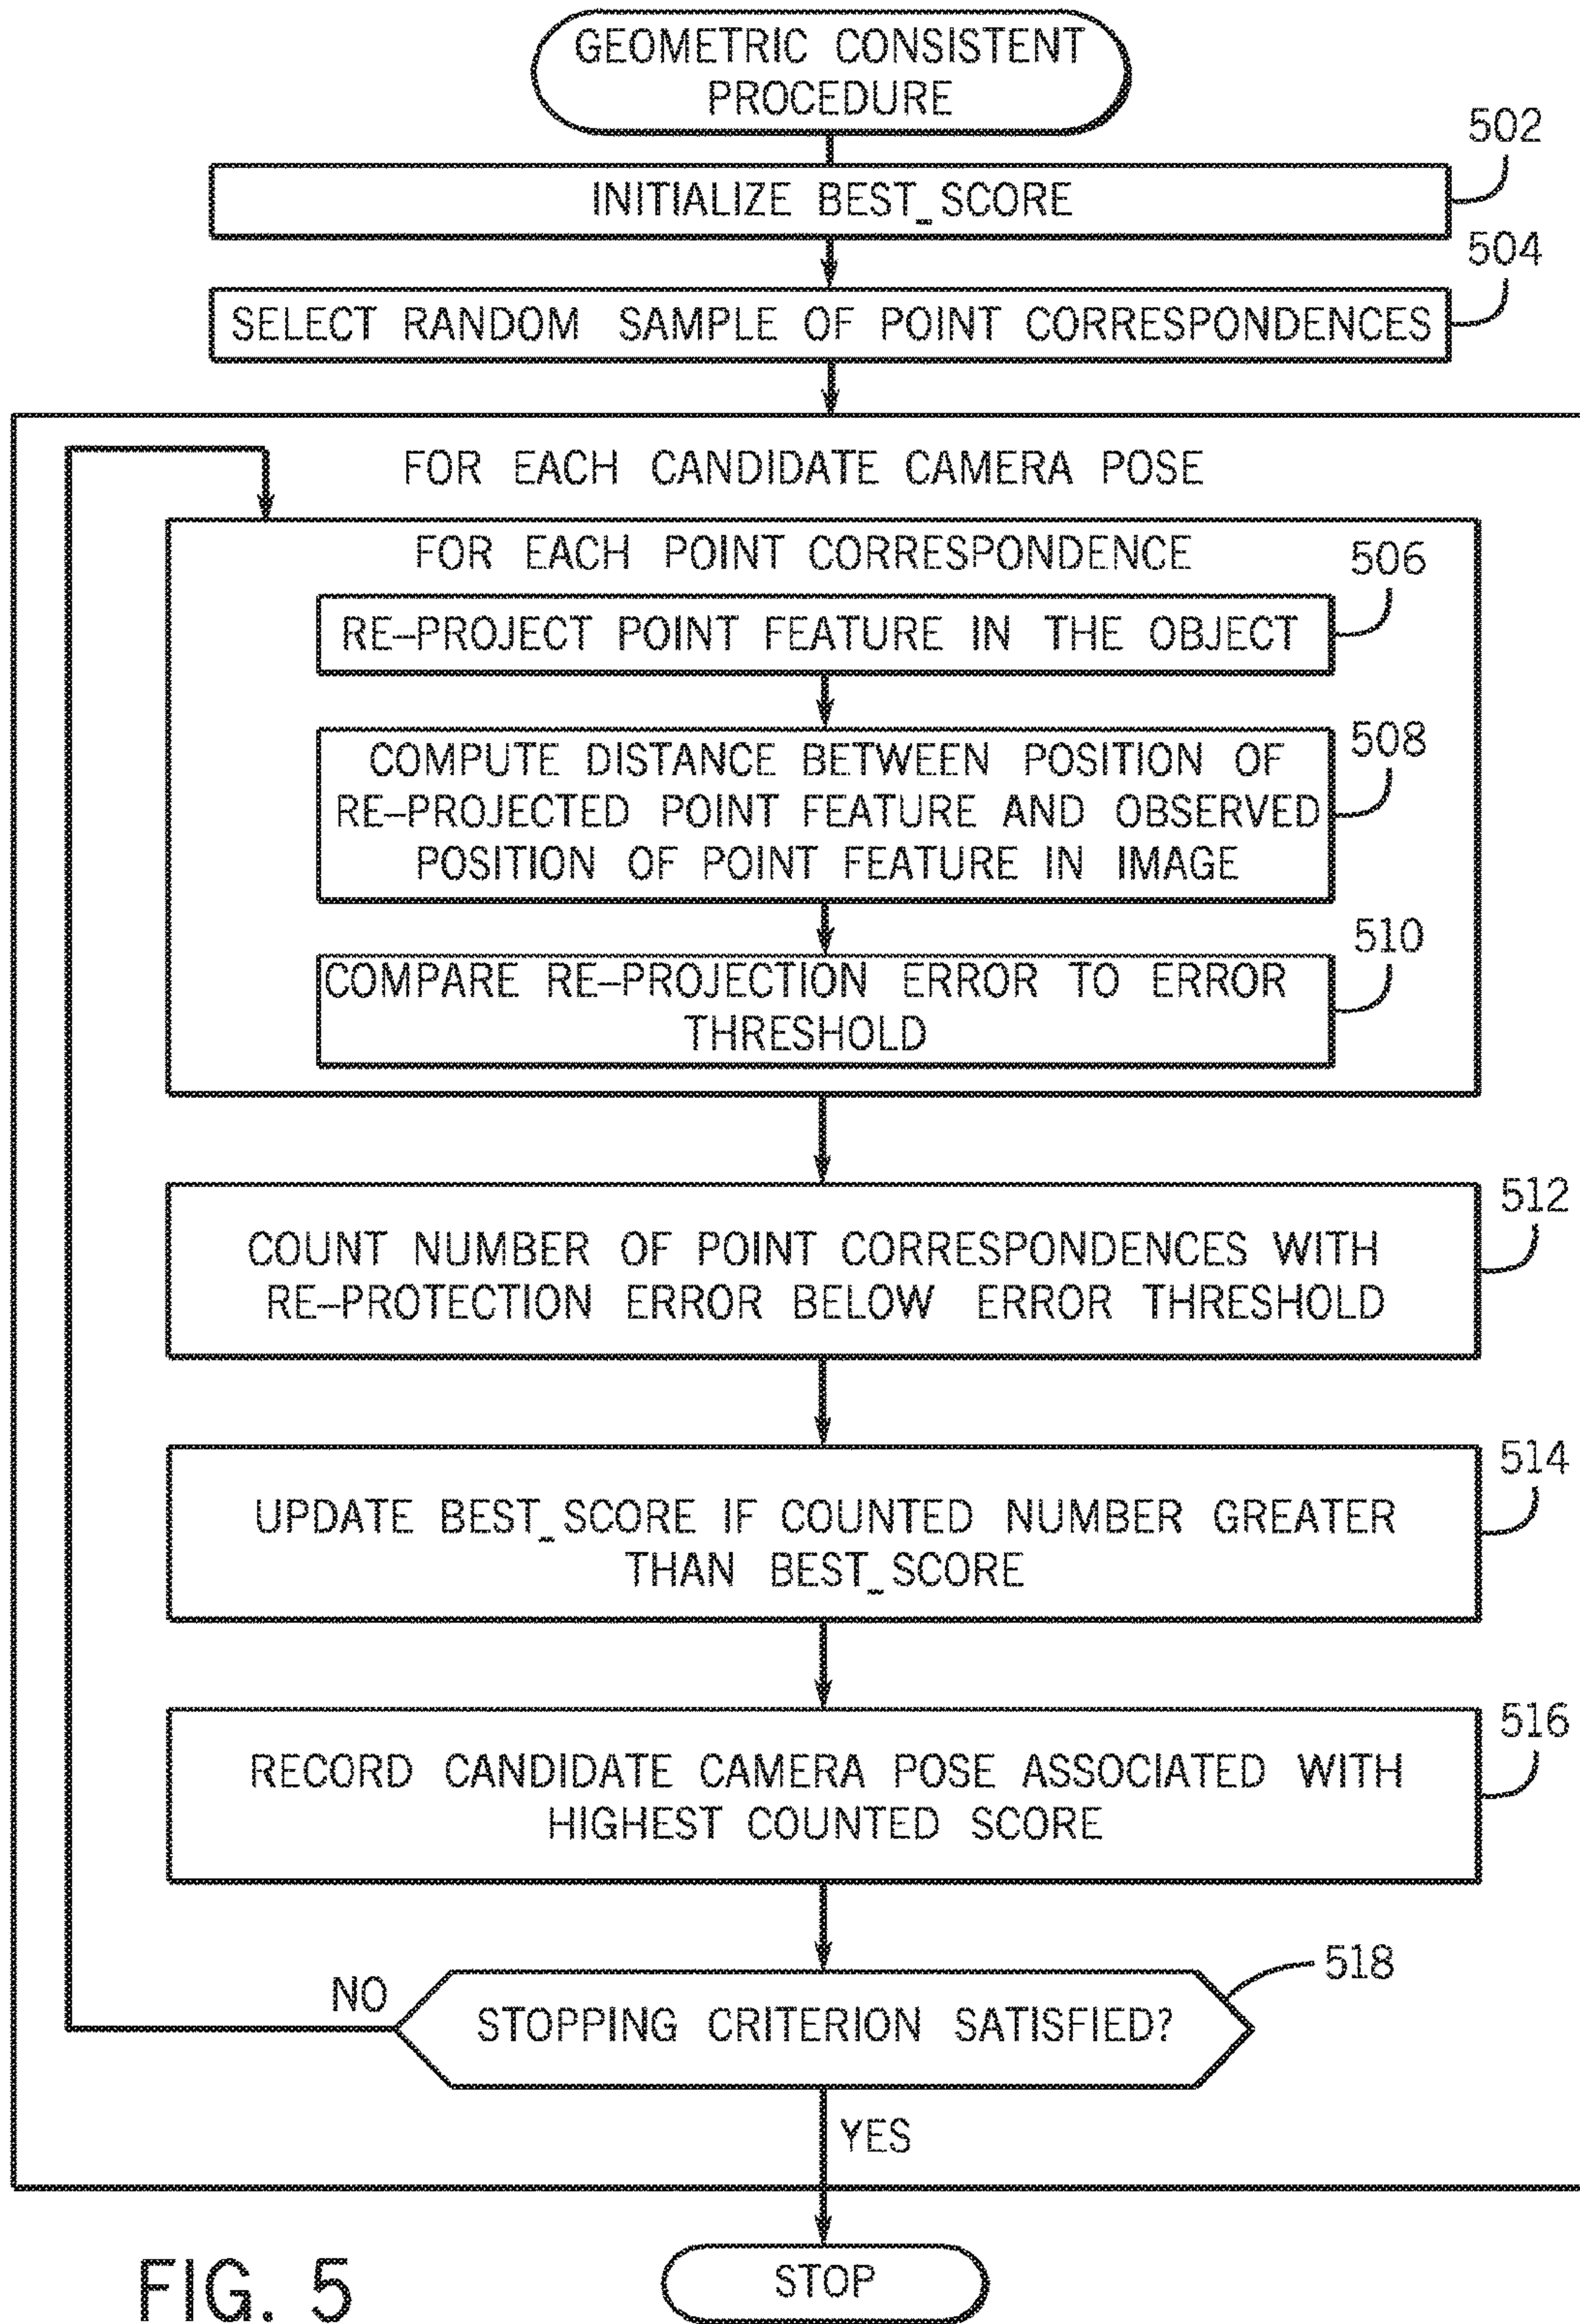 GEOMETRIC CONSISTENT
PROCEDURE
502
INITIALIZE BEST_SCORE
504
SELECT RANDOM SAMPLE OF POINT CORRESPONDENCES
FOR EACH CANDIDATE CAMERA POSE
FOR EACH POINT CORRESPONDENCE
506
RE-PROJECT POINT FEATURE IN THE OBJECT
508
COMPUTE DISTANCE BETWEEN POSITION OF
RE-PROJECTED POINT FEATURE AND OBSERVED
POSITION OF POINT FEATURE IN IMAGE
510
COMPARE RE-PROJECTION ERROR TO ERROR
THRESHOLD
512
COUNT NUMBER OF POINT CORRESPONDENCES WITH
RE-PROTECTION ERROR BELOW ERROR THRESHOLD
514
UPDATE BEST_SCORE IF COUNTED NUMBER GREATER
THAN BEST_SCORE
516
RECORD CANDIDATE CAMERA POSE ASSOCIATED WITH
HIGHEST COUNTED SCORE
518
NO
STOPPING CRITERION SATISFIED?
YES
STOP
FIG. 5